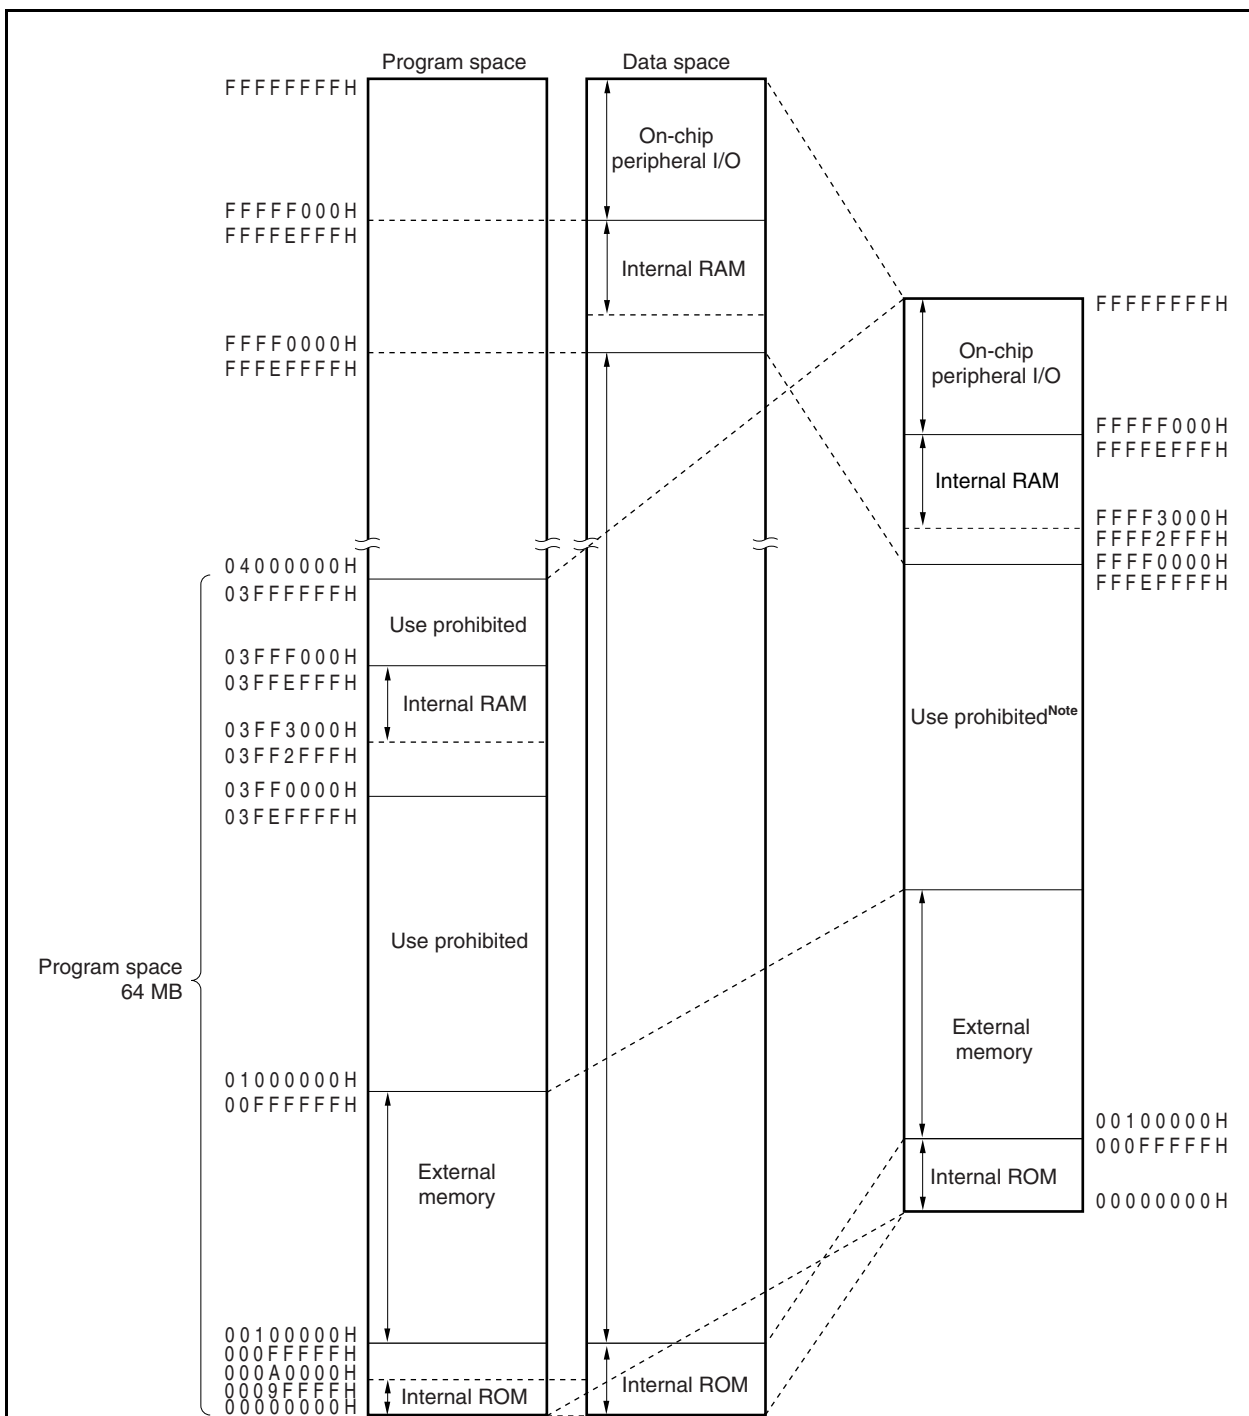 Program space
Data space
FFFFFFFFH
On-chip
peripheral I/O
FFFFF000H
FFFFEFFFH
Internal RAM
FFFF0000H
FFFEFFFFH
04000000H
03FFFFFFH
Use prohibited
03FFF000H
03FFEFFFH
Internal RAM
03FF3000H
03FF2FFFH
03FF0000H
03FEFFFFH
Use prohibited
Program space
64 MB
01000000H
00FFFFFFH
External
memory
00100000H
000FFFFFH
000A0000H
0009FFFFH
00000000H
Internal ROM
Internal ROM
FFFFFFFFH
On-chip
peripheral I/O
FFFFF000H
FFFFEFFFH
Internal RAM
FFFF3000H
FFFF2FFFH
FFFF0000H
FFFEFFFFH
Use prohibitedNote
External
memory
00100000H
000FFFFFH
Internal ROM
00000000H